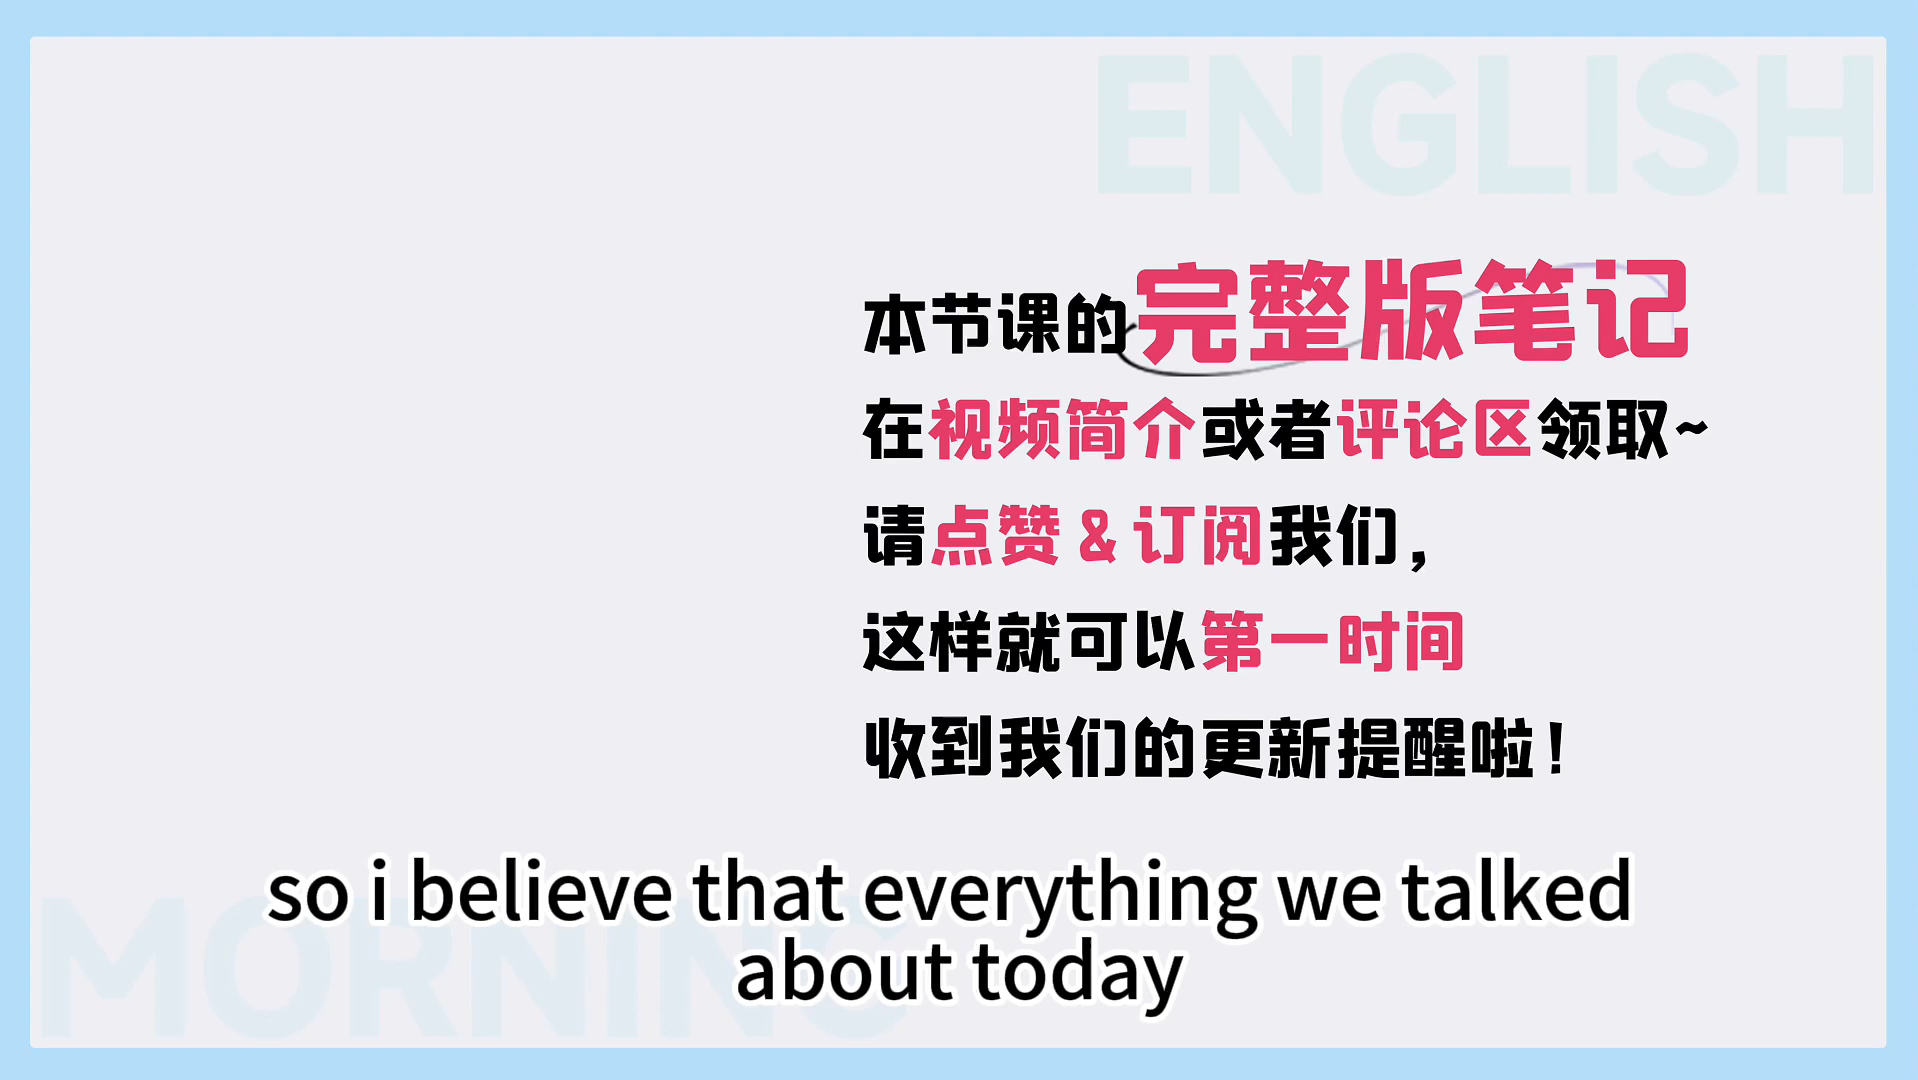 ENGLISH
本节课的完整版笔记
在视频简介或者评论区领取~
请点赞&订阅我们，
这样就可以第一时间
收到我们的更新提醒啦！
so i believe that everything we talked
about today
MORNING